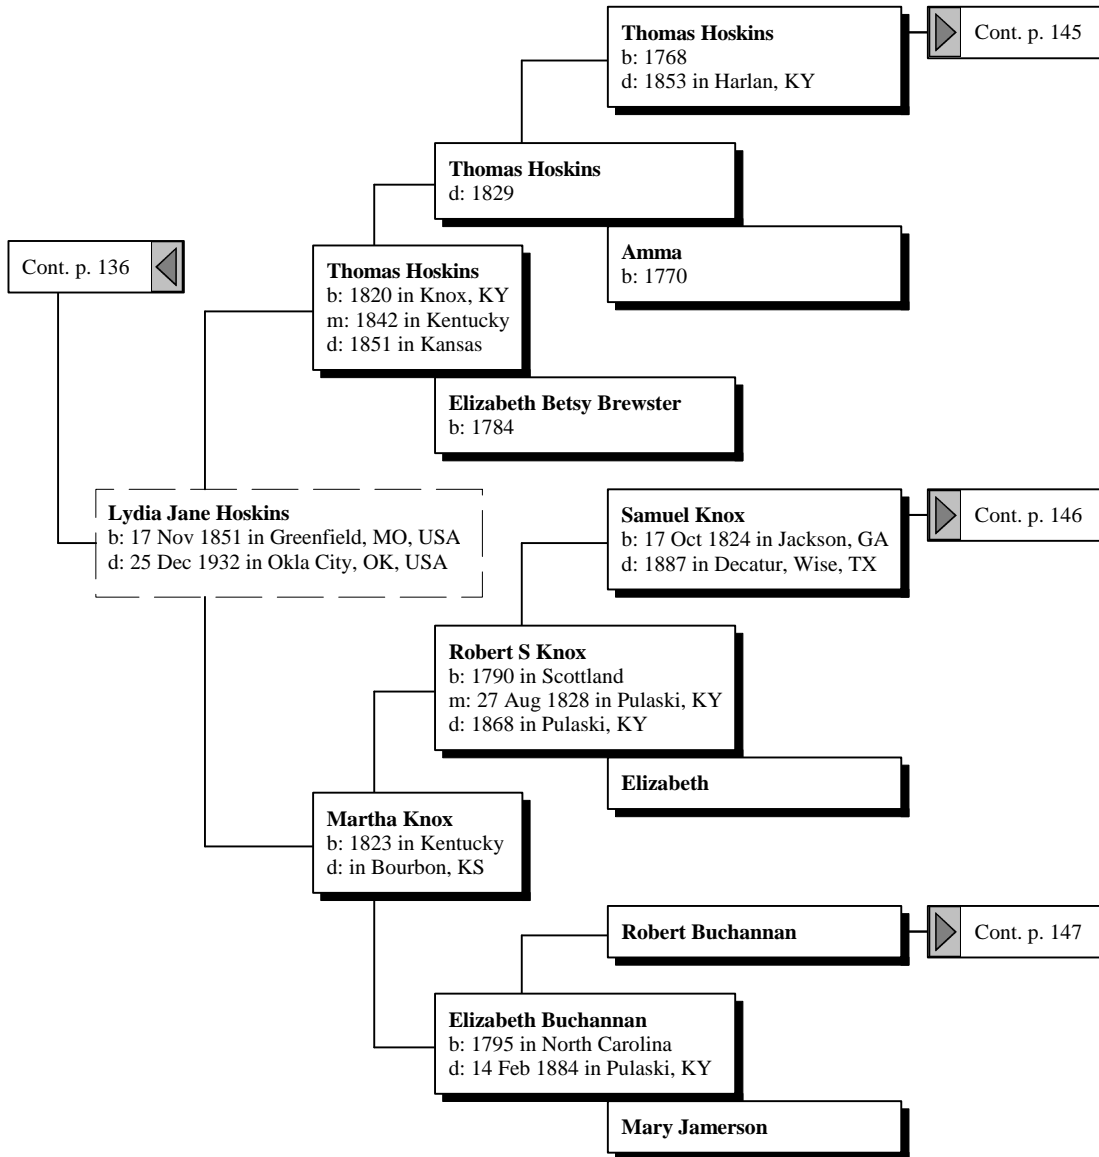 Thomas Hoskins
b: 1768
d: 1853 in Harlan, KY
Cont. p. 145
Thomas Hoskins
d: 1829
Amma
b: 1770
Cont. p. 136
Thomas Hoskins
b: 1820 in Knox, KY
m: 1842 in Kentucky
d: 1851 in Kansas
Elizabeth Betsy Brewster
b: 1784
Lydia Jane Hoskins
b: 17 Nov 1851 in Greenfield, MO, USA
d: 25 Dec 1932 in Okla City, OK, USA
Samuel Knox
b: 17 Oct 1824 in Jackson, GA
d: 1887 in Decatur, Wise, TX
Cont. p. 146
Robert S Knox
b: 1790 in Scottland
m: 27 Aug 1828 in Pulaski, KY
d: 1868 in Pulaski, KY
Elizabeth
Martha Knox
b: 1823 in Kentucky
d: in Bourbon, KS
Robert Buchannan
Cont. p. 147
Elizabeth Buchannan
b: 1795 in North Carolina
d: 14 Feb 1884 in Pulaski, KY
Mary Jamerson